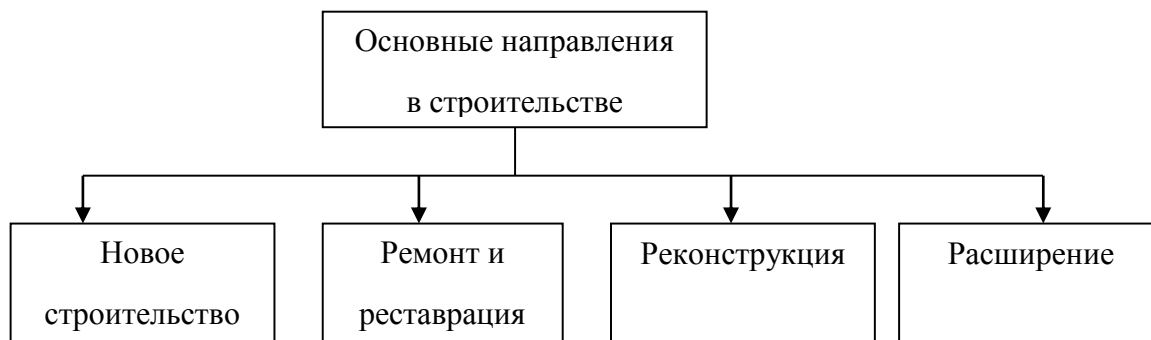 Основные направления
в строительстве
Новое
строительство
Ремонт и
реставрация
Реконструкция
Расширение